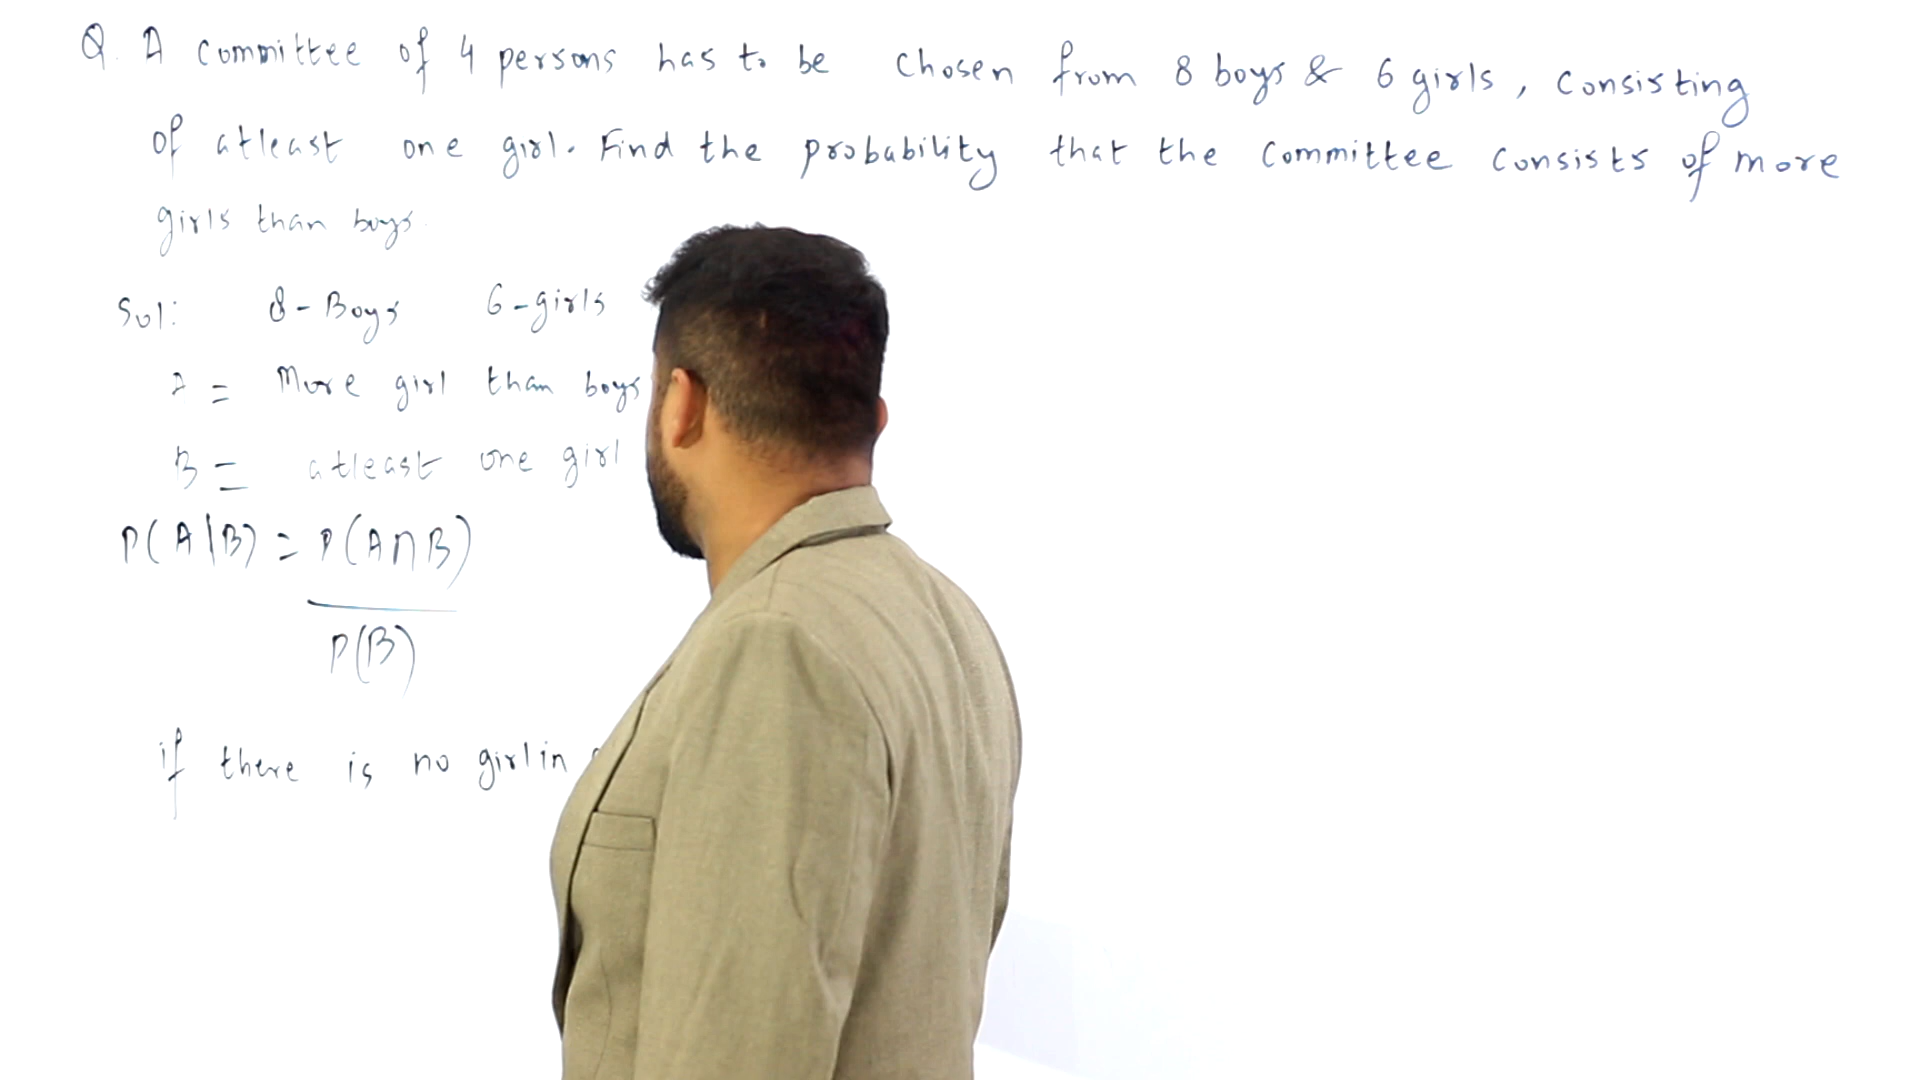 Q. A committee of 4 persons has to be chosen from 8 boys & 6 girls, consisting
of atleast one girl. Find the probability that the committee consists of more
girls than boys.
Sol: 8-Boys 6-girls
A = More girl than boys
B = atleast one girl
P(A|B) = P(A∩B)
P(B)
if there is no girl in